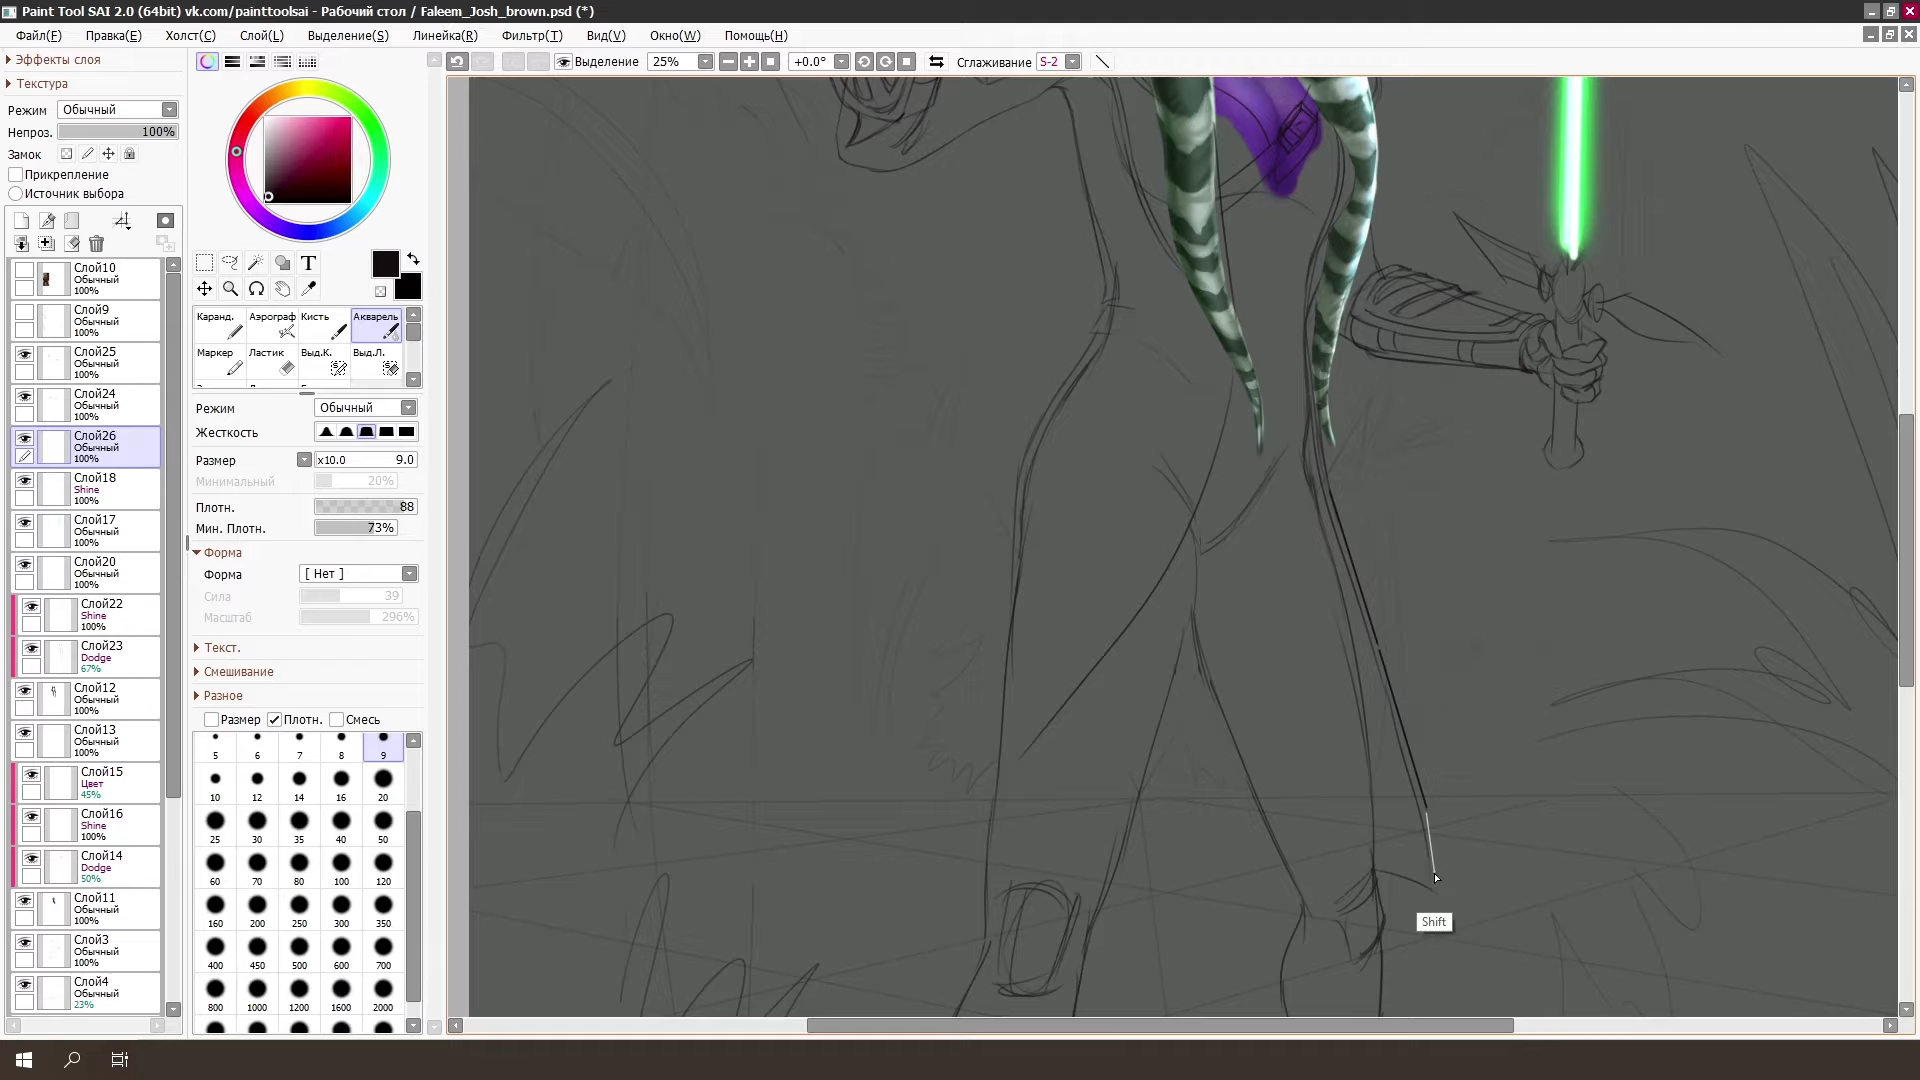 Paint Tool SAI 2.0 (64bit) vk.com/painttoolsai - Рабочий стол / Faleem_Josh_brown.psd (*)
Файл(F) Правка(E) Холст(C) Слой(L) Выделение(S) Линейка(R) Фильтр(T) Вид(V) Окно(W) Помощь(H)
Выделение 25% +0.0° Сглаживание S-2
Эффекты слоя
Текстура
Режим Обычный
Непроз. 100%
Замок
Прикрепление
Источник выбора
Слой10
Обычный
100%
Слой9
Обычный
100%
Слой25
Обычный
100%
Слой24
Обычный
100%
Слой26
Обычный
100%
Слой18
Shine
100%
Слой17
Обычный
100%
Слой20
Обычный
100%
Слой22
Shine
100%
Слой23
Dodge
67%
Слой12
Обычный
100%
Слой13
Обычный
100%
Слой15
Цвет
45%
Слой16
Shine
100%
Слой14
Dodge
50%
Слой11
Обычный
100%
Слой3
Обычный
100%
Слой4
Обычный
23%
T
Каранд. Аэрограф Кисть Акварель
Маркер Ластик Выд.К. Выд.Л.
Режим Обычный
Жесткость
Размер x10.0 9.0
Минимальный 20%
Плотн. 88
Мин. Плотн. 73%
Форма
Форма [ Нет ]
Сила 39
Масштаб 296%
Текст.
Смешивание
Разное
Размер Плотн. Смесь
5 6 7 8 9
10 12 14 16 20
25 30 35 40 50
60 70 80 100 120
160 200 250 300 350
400 450 500 600 700
800 1000 1200 1600 2000
Shift